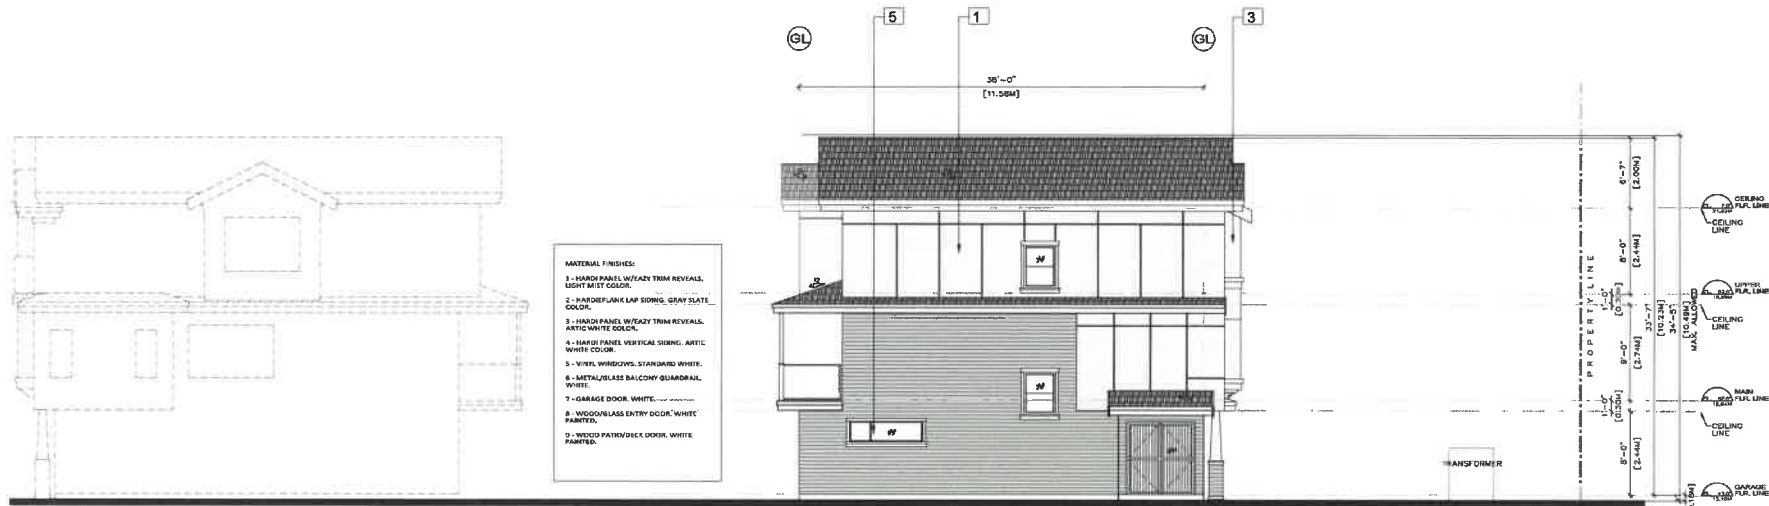 5
1
3
GL
GL
38'-0"
[11.58M]
MATERIAL FINISHES:
1 - HARDI PANEL W/EAZY TRIM REVEALS,
LIGHT MIST COLOR.
2 - HARDIEPLANK LAP SIDING, GRAY SLATE
COLOR.
3 - HARDI PANEL W/EAZY TRIM REVEALS.
ARTIC WHITE COLOR.
4 - HARDI PANEL VERTICAL SIDING. ARTIC
WHITE COLOR.
5 - VINYL WINDOWS, STANDARD WHITE.
6 - METAL/GLASS BALCONY GUARDRAIL,
WHITE.
7 - GARAGE DOOR. WHITE.
8 - WOOD/GLASS ENTRY DOOR. WHITE
PAINTED.
9 - WOOD PATIO/DECK DOOR. WHITE
PAINTED.
ANSFORMER
PROPERTY LINE
6'-7"
[2.00M]
8'-0"
[2.44M]
1'-0"
[0.30M]
9'-0"
[2.74M]
1'-0"
[0.30M]
8'-0"
[2.44M]
33'-7"
[10.23M]
34'-5"
[10.49M]
MAX. ALLOWED
CEILING
FLR. LINE
CEILING
LINE
UPPER
FLR. LINE
CEILING
LINE
MAIN
FLR. LINE
CEILING
LINE
GARAGE
FLR. LINE